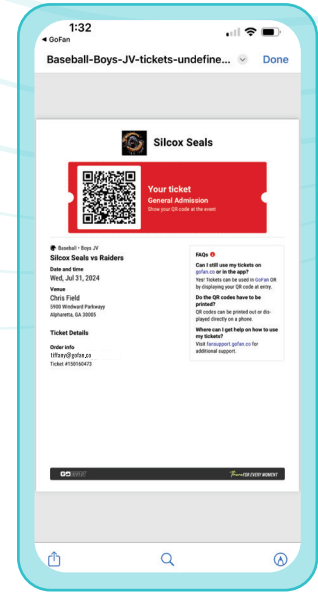 1:32
◀ GoFan
Baseball-Boys-JV-tickets-undefine...
Done
Silcox Seals
Your ticket
General Admission
Show your QR code at the event
Baseball • Boys JV
Silcox Seals vs Raiders
Date and time
Wed, Jul 31, 2024
Venue
Chris Field
5900 Windward Parkway
Alpharetta, GA 30005
Ticket Details
Order info
tiffany@gofan.co
Ticket #150160473
FAQs
Can I still use my tickets on
gofan.co or in the app?
Yes! Tickets can be used in GoFan OR
by displaying your QR code at entry.
Do the QR codes have to be
printed?
QR codes can be printed out or dis-
played directly on a phone.
Where can I get help on how to use
my tickets?
Visit fansupport.gofan.co for
additional support.
FOR EVERY MOMENT